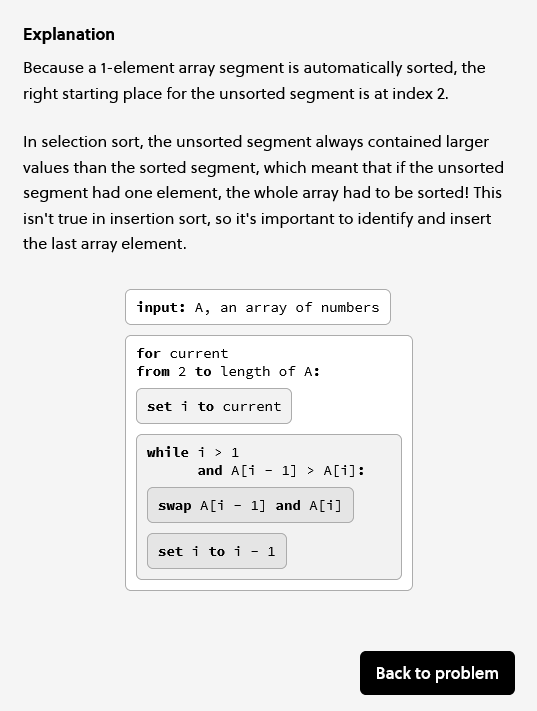 Explanation
Because a 1-element array segment is automatically sorted, the
right starting place for the unsorted segment is at index 2.
In selection sort, the unsorted segment always contained larger
values than the sorted segment, which meant that if the unsorted
segment had one element, the whole array had to be sorted! This
isn't true in insertion sort, so it's important to identify and insert
the last array element.
input: A, an array of numbers
for current
from 2 to length of A:
set i to current
while i > 1
and A[i - 1] > A[i]:
swap A[i - 1] and A[i]
set i to i - 1
Back to problem